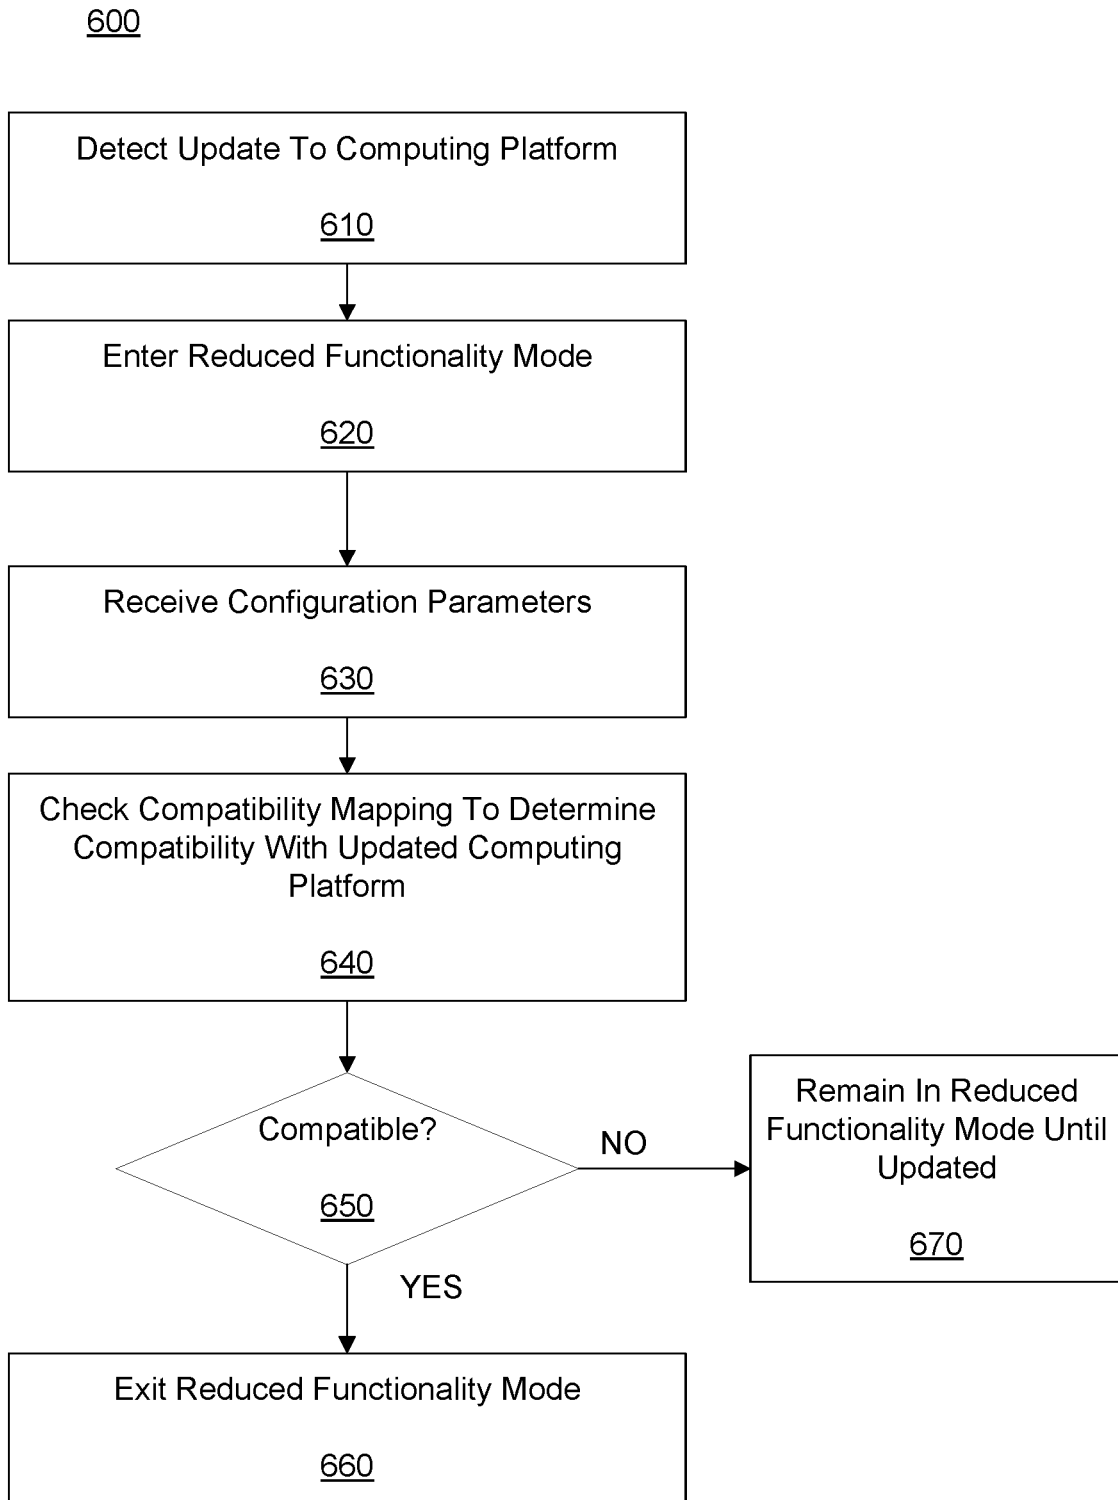 600
Detect Update To Computing Platform
610
Enter Reduced Functionality Mode
620
Receive Configuration Parameters
630
Check Compatibility Mapping To Determine
Compatibility With Updated Computing
Platform
640
Compatible?
650
NO
Remain In Reduced
Functionality Mode Until
Updated
670
YES
Exit Reduced Functionality Mode
660